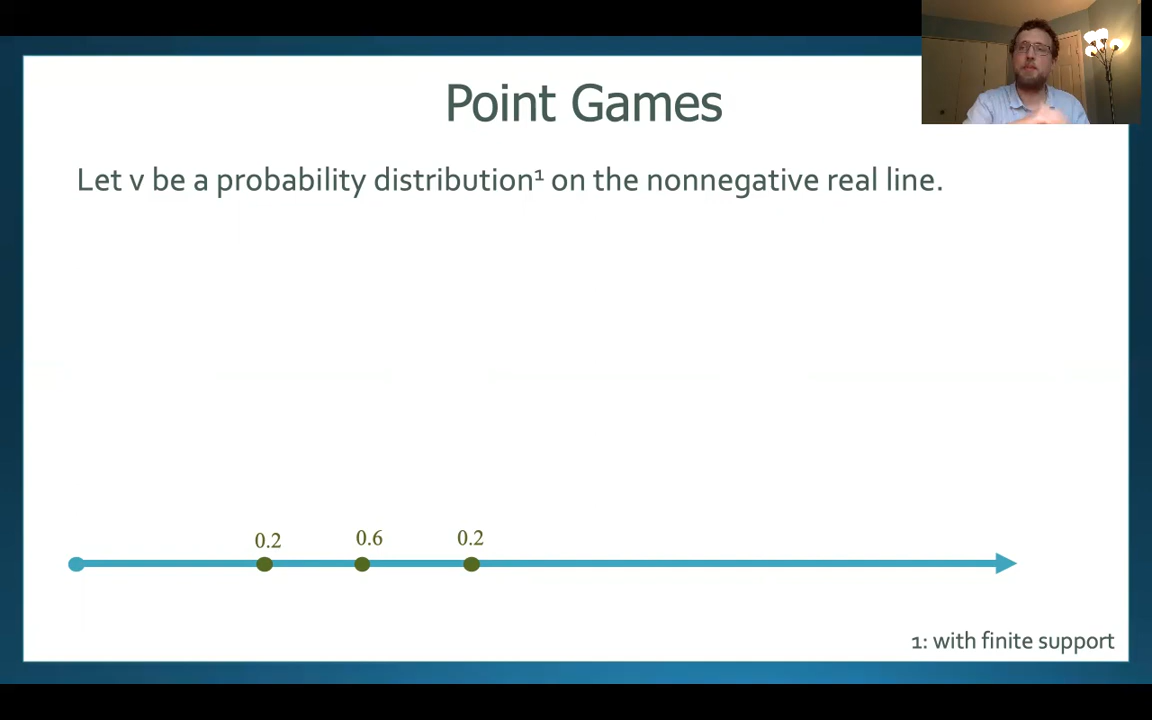 Point Games
Let v be a probability distribution¹ on the nonnegative real line.
0.2 0.6 0.2
1: with finite support